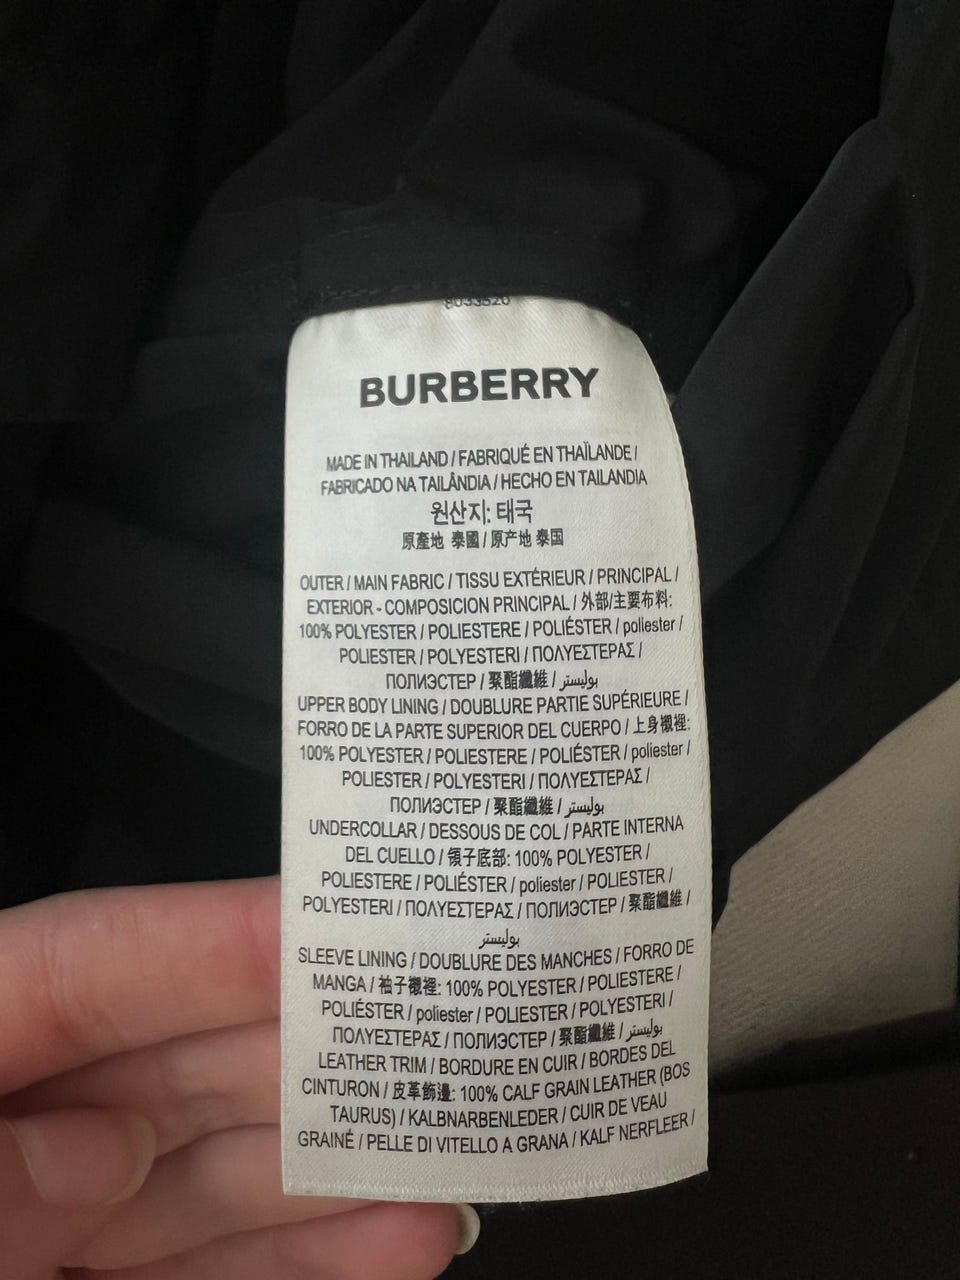 8033520
BURBERRY
MADE IN THAILAND / FABRIQUÉ EN THAÏLANDE /
FABRICADO NA TAILÂNDIA / HECHO EN TAILANDIA
원산지: 태국
原產地 泰國 / 原产地 泰国
OUTER / MAIN FABRIC / TISSU EXTÉRIEUR / PRINCIPAL /
EXTERIOR - COMPOSICION PRINCIPAL / 外部/主要布料:
100% POLYESTER / POLIESTERE / POLIÉSTER / poliester /
POLIESTER / POLYESTERI / ΠΟΛΥΕΣΤΕΡΑΣ /
ПОЛИЭСТЕР / 聚酯纖維 / بوليستر
UPPER BODY LINING / DOUBLURE PARTIE SUPÉRIEURE /
FORRO DE LA PARTE SUPERIOR DEL CUERPO / 上身襯裡:
100% POLYESTER / POLIESTERE / POLIÉSTER / poliester /
POLIESTER / POLYESTERI / ΠΟΛΥΕΣΤΕΡΑΣ /
ПОЛИЭСТЕР / 聚酯纖維 / بوليستر
UNDERCOLLAR / DESSOUS DE COL / PARTE INTERNA
DEL CUELLO / 領子底部: 100% POLYESTER /
POLIESTERE / POLIÉSTER / poliester / POLIESTER /
POLYESTERI / ΠΟΛΥΕΣΤΕΡΑΣ / ПОЛИЭСТЕР / 聚酯纖維 /
بوليستر
SLEEVE LINING / DOUBLURE DES MANCHES / FORRO DE
MANGA / 袖子襯裡: 100% POLYESTER / POLIESTERE /
POLIÉSTER / poliester / POLIESTER / POLYESTERI /
ΠΟΛΥΕΣΤΕΡΑΣ / ПОЛИЭСТЕР / 聚酯纖維 / بوليستر
LEATHER TRIM / BORDURE EN CUIR / BORDES DEL
CINTURON / 皮革飾邊: 100% CALF GRAIN LEATHER (BOS
TAURUS) / KALBNARBENLEDER / CUIR DE VEAU
GRAINÉ / PELLE DI VITELLO A GRANA / KALF NERFLEER /